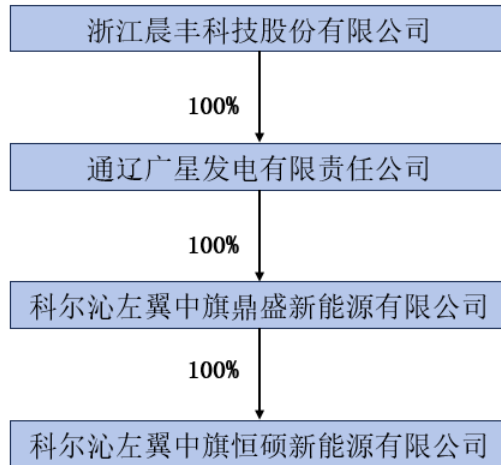 浙江晨丰科技股份有限公司
100%
通辽广星发电有限责任公司
100%
科尔沁左翼中旗鼎盛新能源有限公司
100%
科尔沁左翼中旗恒硕新能源有限公司